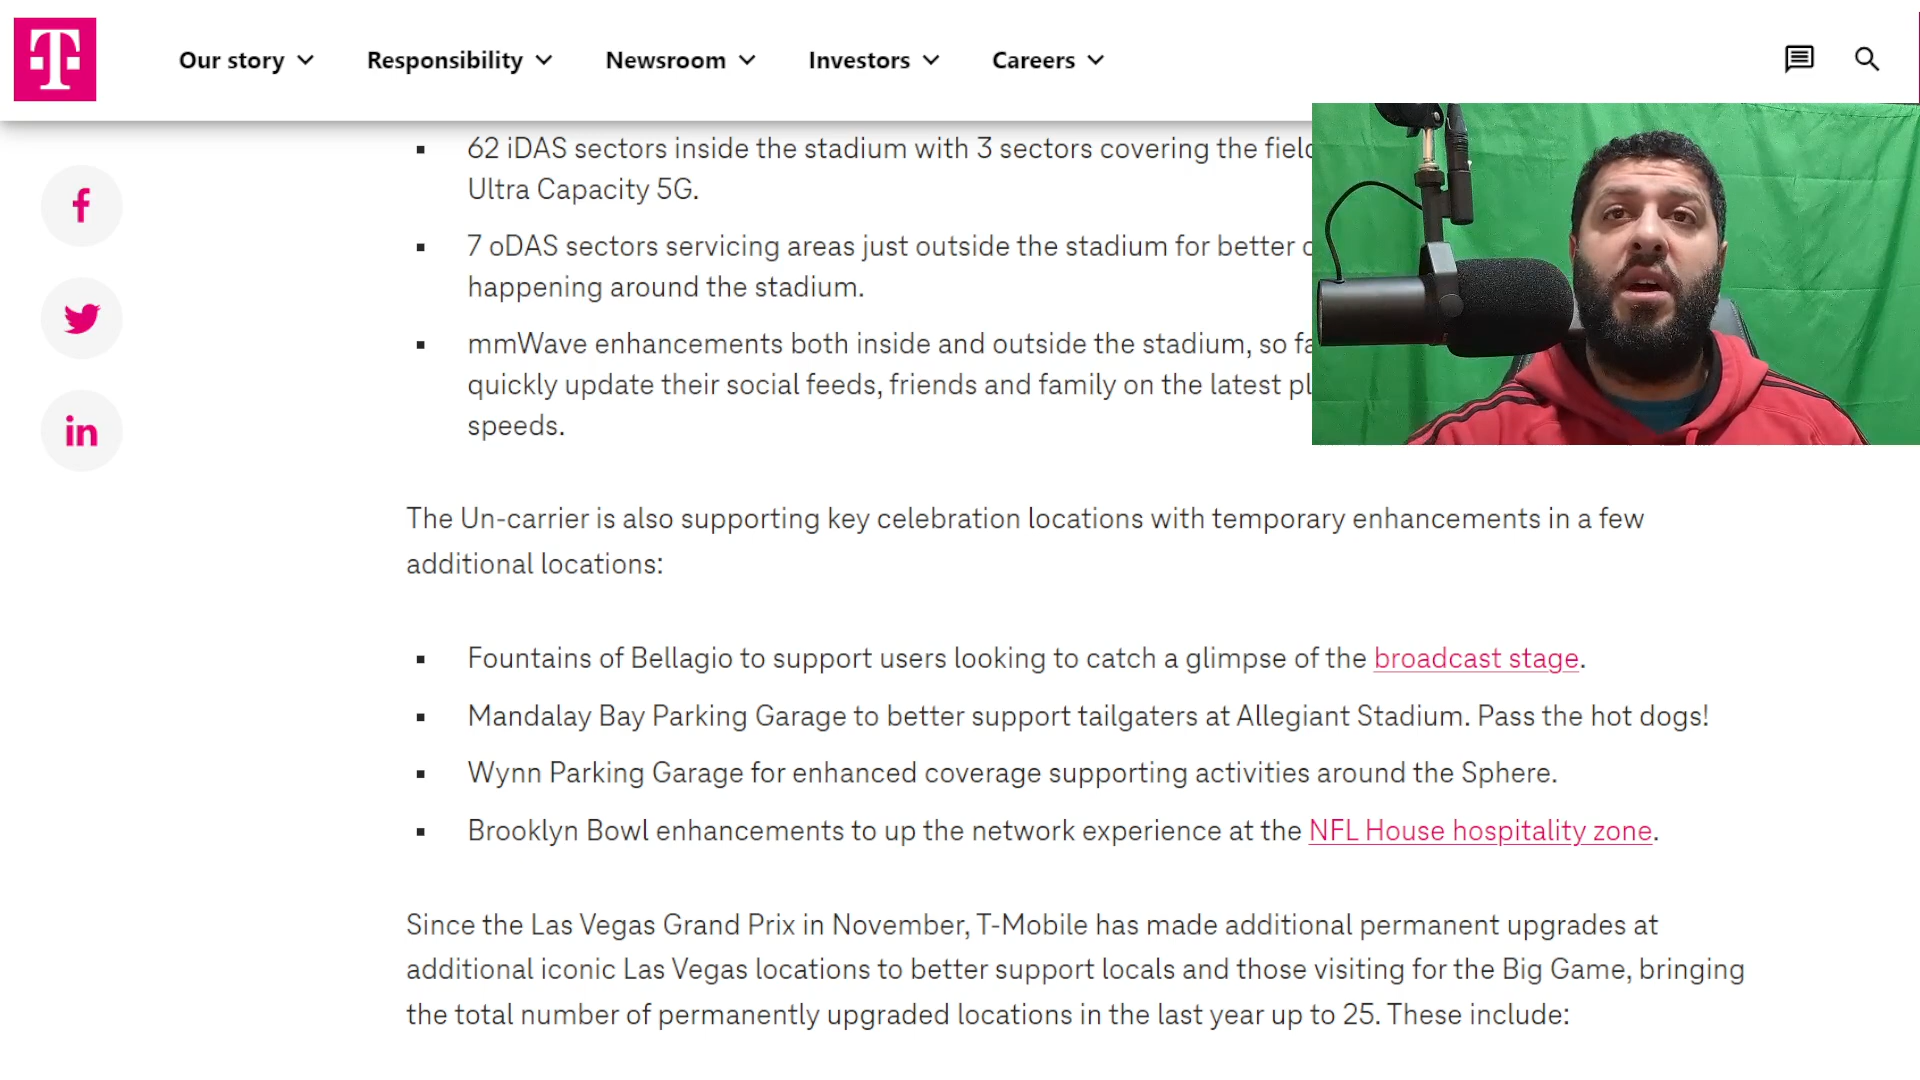 T
Our story
Responsibility
Newsroom
Investors
Careers
62 iDAS sectors inside the stadium with 3 sectors covering the
Ultra Capacity 5G.
7 oDAS sectors servicing areas just outside the stadium for better
happening around the stadium.
mmWave enhancements both inside and outside the stadium, so
quickly update their social feeds, friends and family on the latest
speeds.
The Un-carrier is also supporting key celebration locations with temporary enhancements in a few
additional locations:
Fountains of Bellagio to support users looking to catch a glimpse of the broadcast stage.
Mandalay Bay Parking Garage to better support tailgaters at Allegiant Stadium. Pass the hot dogs!
Wynn Parking Garage for enhanced coverage supporting activities around the Sphere.
Brooklyn Bowl enhancements to up the network experience at the NFL House hospitality zone.
Since the Las Vegas Grand Prix in November, T-Mobile has made additional permanent upgrades at
additional iconic Las Vegas locations to better support locals and those visiting for the Big Game, bringing
the total number of permanently upgraded locations in the last year up to 25. These include:
f
in